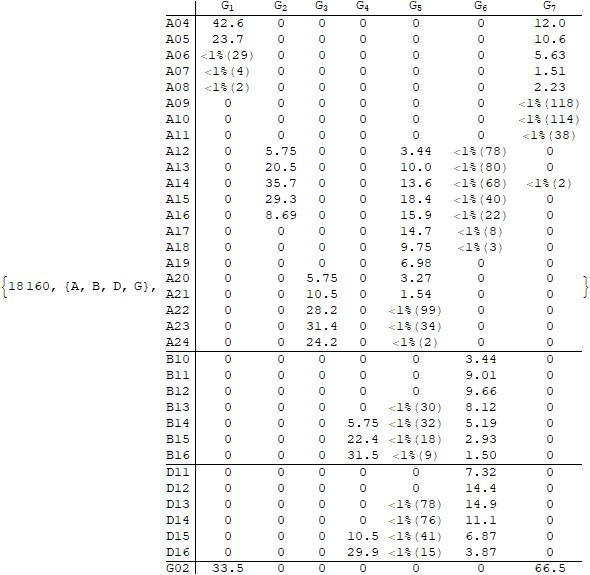 G1 G2 G3 G4 G5 G6 G7
A04 42.6 0 0 0 0 0 12.0
A05 23.7 0 0 0 0 0 10.6
A06 <1%(29) 0 0 0 0 0 5.63
A07 <1%(4) 0 0 0 0 0 1.51
A08 <1%(2) 0 0 0 0 0 2.23
A09 0 0 0 0 0 0 <1%(118)
A10 0 0 0 0 0 0 <1%(114)
A11 0 0 0 0 0 0 <1%(38)
A12 0 5.75 0 0 3.44 <1%(78) 0
A13 0 20.5 0 0 10.0 <1%(80) 0
A14 0 35.7 0 0 13.6 <1%(68) <1%(2)
A15 0 29.3 0 0 18.4 <1%(40) 0
A16 0 8.69 0 0 15.9 <1%(22) 0
A17 0 0 0 0 14.7 <1%(8) 0
A18 0 0 0 0 9.75 <1%(3) 0
A19 0 0 0 0 6.98 0 0
{18160, {A, B, D, G}, A20 0 0 5.75 0 3.27 0 0 }
A21 0 0 10.5 0 1.54 0 0
A22 0 0 28.2 0 <1%(99) 0 0
A23 0 0 31.4 0 <1%(34) 0 0
A24 0 0 24.2 0 <1%(2) 0 0
B10 0 0 0 0 0 3.44 0
B11 0 0 0 0 0 9.01 0
B12 0 0 0 0 0 9.66 0
B13 0 0 0 0 <1%(30) 8.12 0
B14 0 0 0 5.75 <1%(32) 5.19 0
B15 0 0 0 22.4 <1%(18) 2.93 0
B16 0 0 0 31.5 <1%(9) 1.50 0
D11 0 0 0 0 0 7.32 0
D12 0 0 0 0 0 14.4 0
D13 0 0 0 0 <1%(78) 14.9 0
D14 0 0 0 0 <1%(76) 11.1 0
D15 0 0 0 10.5 <1%(41) 6.87 0
D16 0 0 0 29.9 <1%(15) 3.87 0
G02 33.5 0 0 0 0 0 66.5